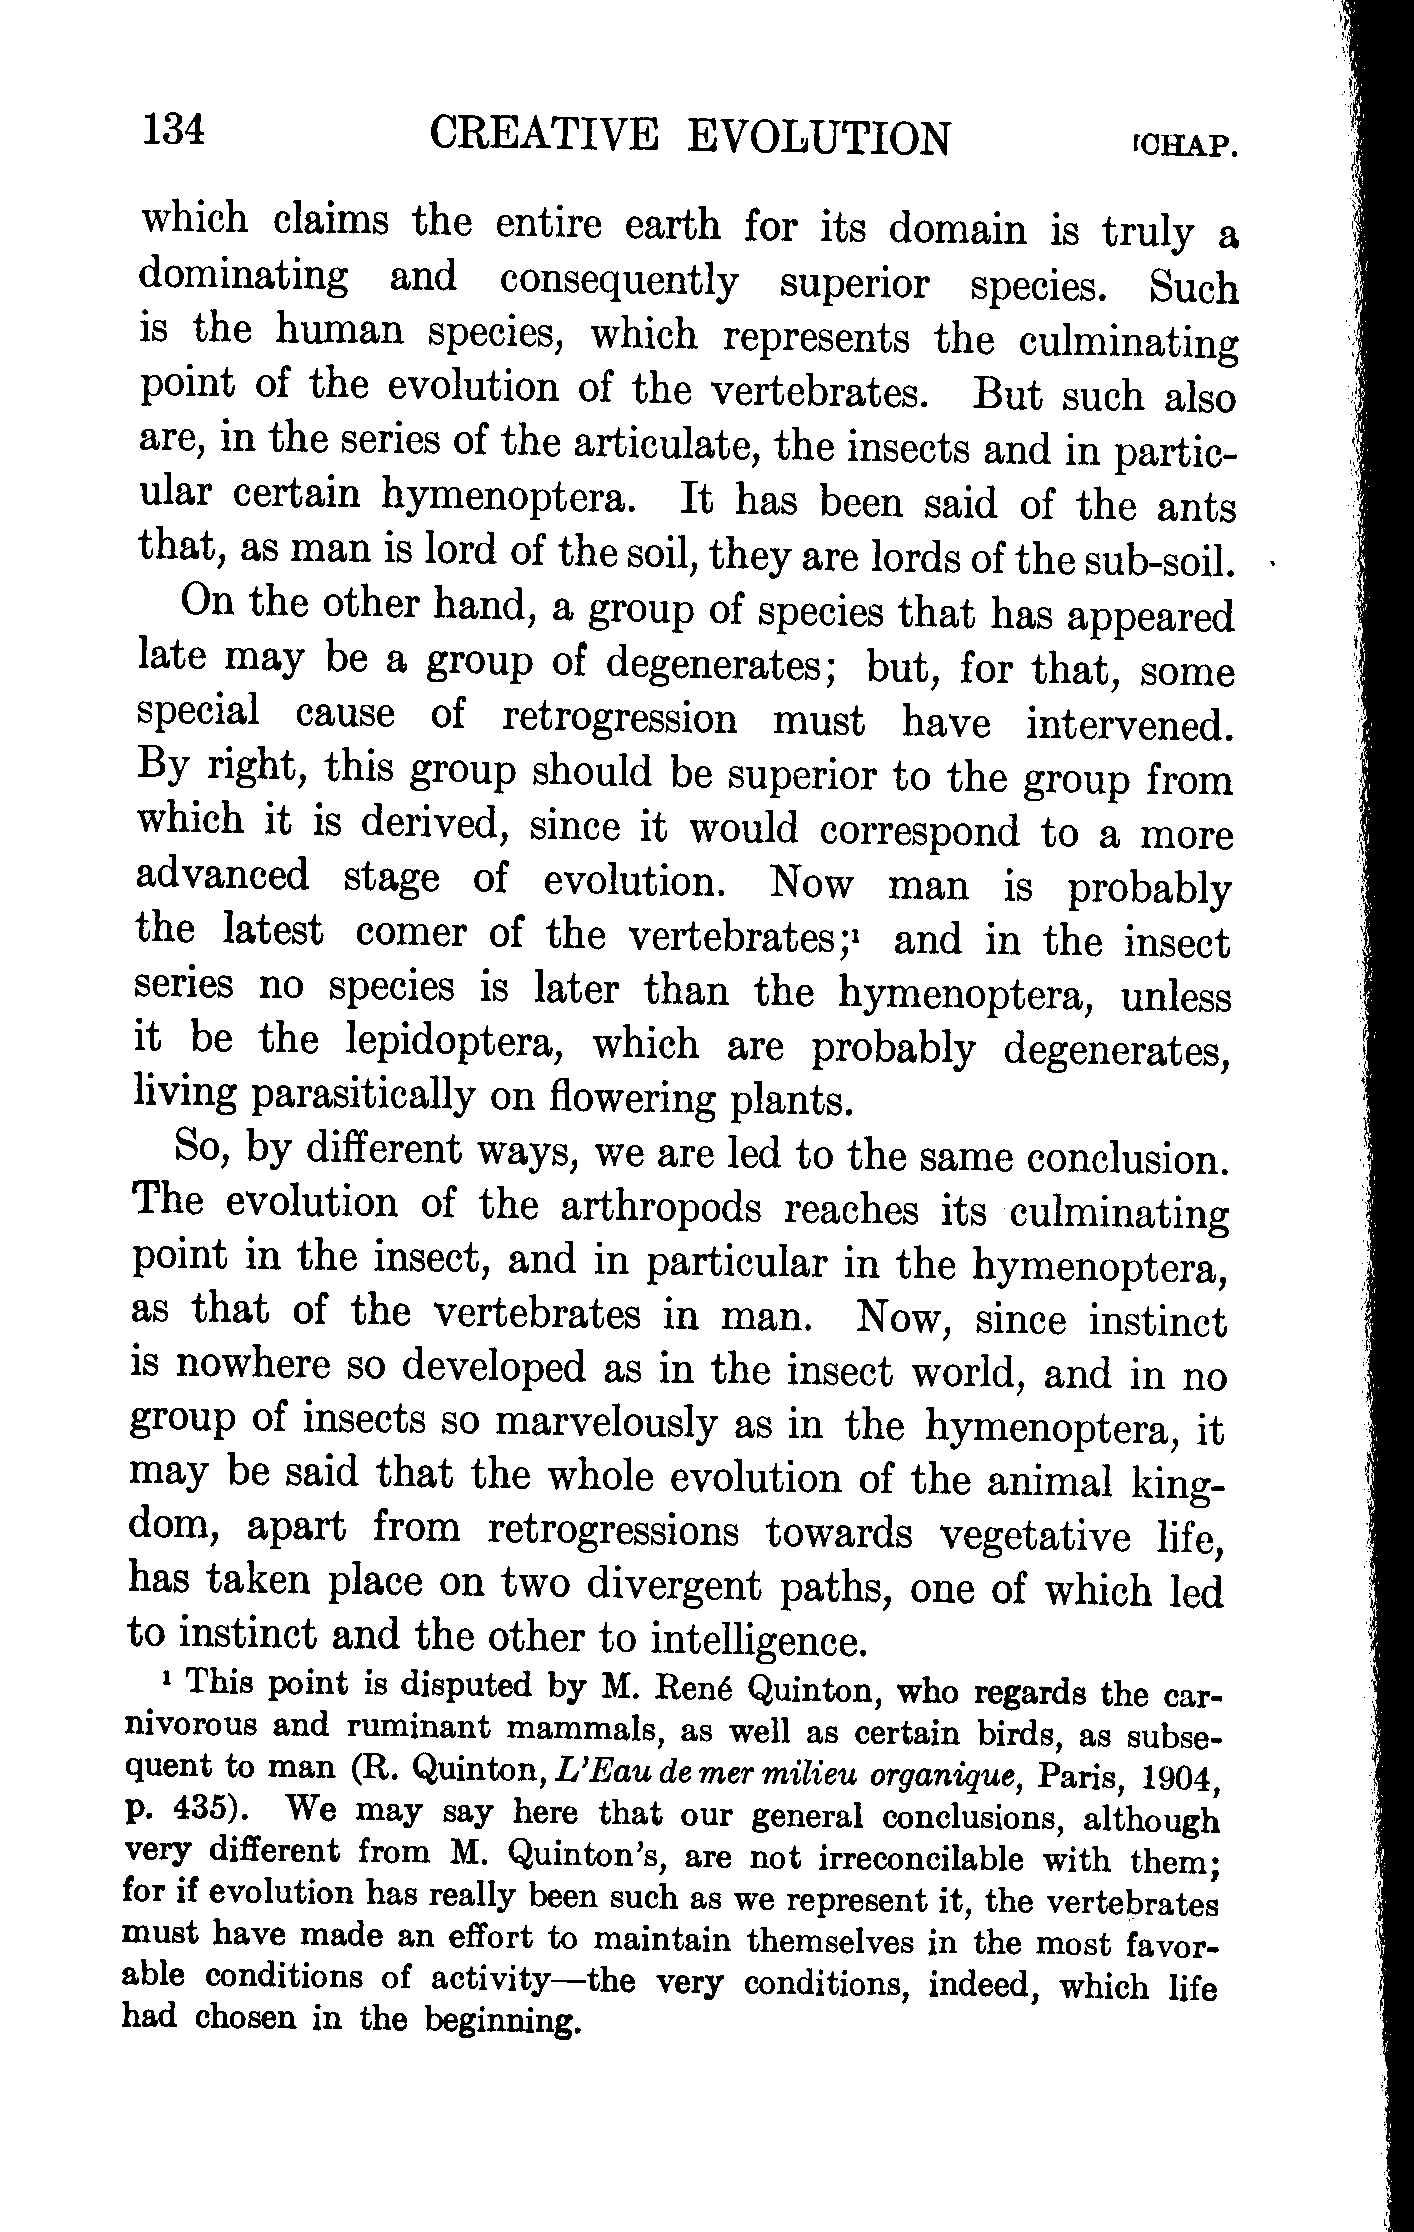 134 CREATIVE EVOLUTION [CHAP.
which claims the entire earth for its domain is truly a
dominating and consequently superior species. Such
is the human species, which represents the culminating
point of the evolution of the vertebrates. But such also
are, in the series of the articulate, the insects and in partic-
ular certain hymenoptera. It has been said of the ants
that, as man is lord of the soil, they are lords of the sub-soil.
On the other hand, a group of species that has appeared
late may be a group of degenerates; but, for that, some
special cause of retrogression must have intervened.
By right, this group should be superior to the group from
which it is derived, since it would correspond to a more
advanced stage of evolution. Now man is probably
the latest comer of the vertebrates;¹ and in the insect
series no species is later than the hymenoptera, unless
it be the lepidoptera, which are probably degenerates,
living parasitically on flowering plants.
So, by different ways, we are led to the same conclusion.
The evolution of the arthropods reaches its culminating
point in the insect, and in particular in the hymenoptera,
as that of the vertebrates in man. Now, since instinct
is nowhere so developed as in the insect world, and in no
group of insects so marvelously as in the hymenoptera, it
may be said that the whole evolution of the animal king-
dom, apart from retrogressions towards vegetative life,
has taken place on two divergent paths, one of which led
to instinct and the other to intelligence.
¹ This point is disputed by M. René Quinton, who regards the car-
nivorous and ruminant mammals, as well as certain birds, as subse-
quent to man (R. Quinton, L'Eau de mer milieu organique, Paris, 1904,
p. 435). We may say here that our general conclusions, although
very different from M. Quinton's, are not irreconcilable with them;
for if evolution has really been such as we represent it, the vertebrates
must have made an effort to maintain themselves in the most favor-
able conditions of activity—the very conditions, indeed, which life
had chosen in the beginning.